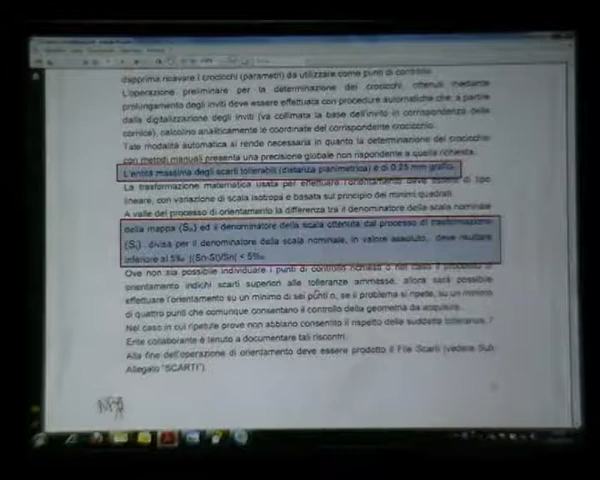 dapprima ricavare i crocicchi (parametri) da utilizzare come punti di controllo.
L'operazione preliminare per la determinazione dei crocicchi ottenuti mediante
prolungamento degli inviti deve essere effettuata con procedure automatiche che, a partire
dalla digitalizzazione degli inviti (va collimata la base dell'invito in corrispondenza della
cornice), calcolino analiticamente le coordinate del corrispondente crocicchio.
Tale modalità automatica si rende necessaria in quanto la determinazione dei crocicchi
con metodi manuali presenta una precisione globale non rispondente a quella richiesta.
L'entità massima degli scarti tollerabili (distanza planimetrica) è di 0.25 mm grafici.
La trasformazione matematica usata per effettuare l'orientamento deve essere di tipo
lineare, con variazione di scala isotropa e basata sul principio dei minimi quadrati.
A valle del processo di orientamento la differenza tra il denominatore della scala nominale
della mappa (Sn) ed il denominatore della scala ottenuta dal processo di trasformazione
(St), divisa per il denominatore della scala nominale, in valore assoluto, deve risultare
inferiore al 5‰ |(Sn-St)/Sn| < 5‰
Ove non sia possibile individuare i punti di controllo richiesti o nel caso il processo di
orientamento indichi scarti superiori alle tolleranze ammesse, allora sarà possibile
effettuare l'orientamento su un minimo di sei punti o, se il problema si ripete, su un minimo
di quattro punti che comunque consentano il controllo della geometria da acquisire.
Nel caso in cui ripetute prove non abbiano consentito il rispetto delle suddette tolleranze, l'
Ente collaborante è tenuto a documentare tali riscontri.
Alla fine dell'operazione di orientamento deve essere prodotto il File Scarti (vedere Sub
Allegato "SCARTI").